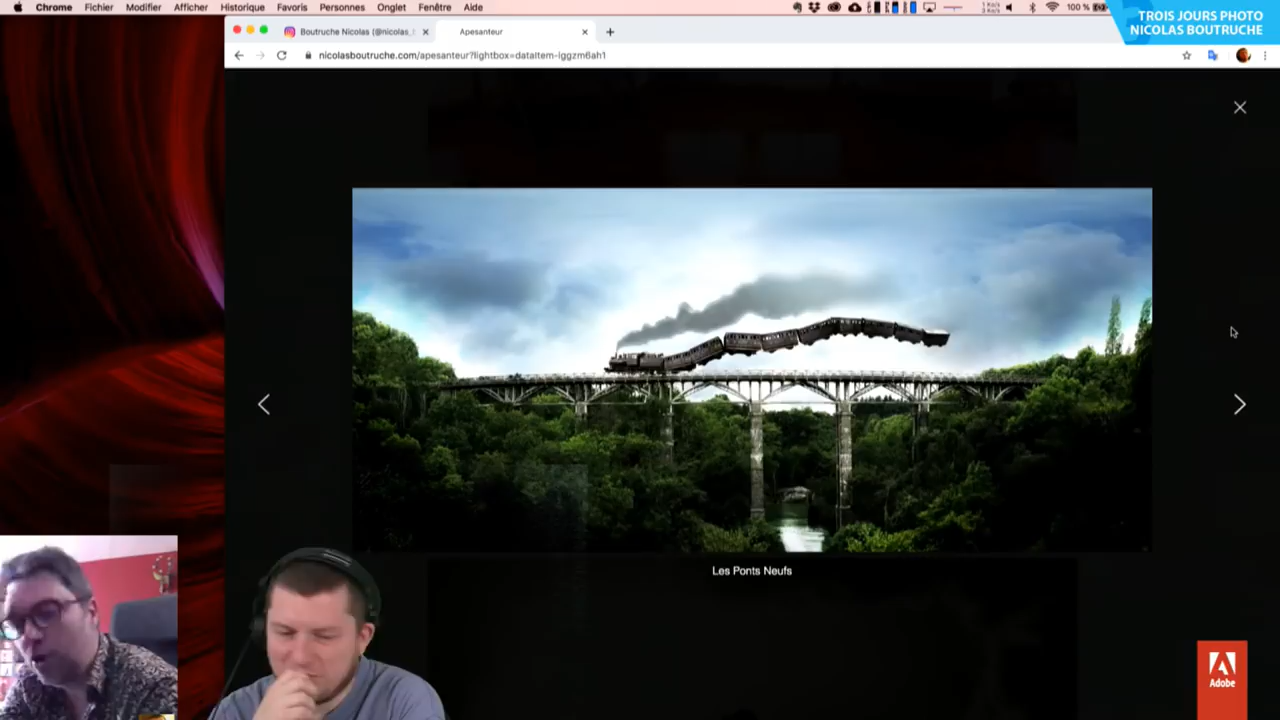 Chrome Fichier Modifier Afficher Historique Favoris Personnes Onglet Fenêtre Aide
100 %
TROIS JOURS PHOTO
NICOLAS BOUTRUCHE
Boutruche Nicolas (@nicolas_
Apesanteur
nicolasboutruche.com/apesanteur?lightbox=dataItem-iggzm6ah1
Les Ponts Neufs
Adobe